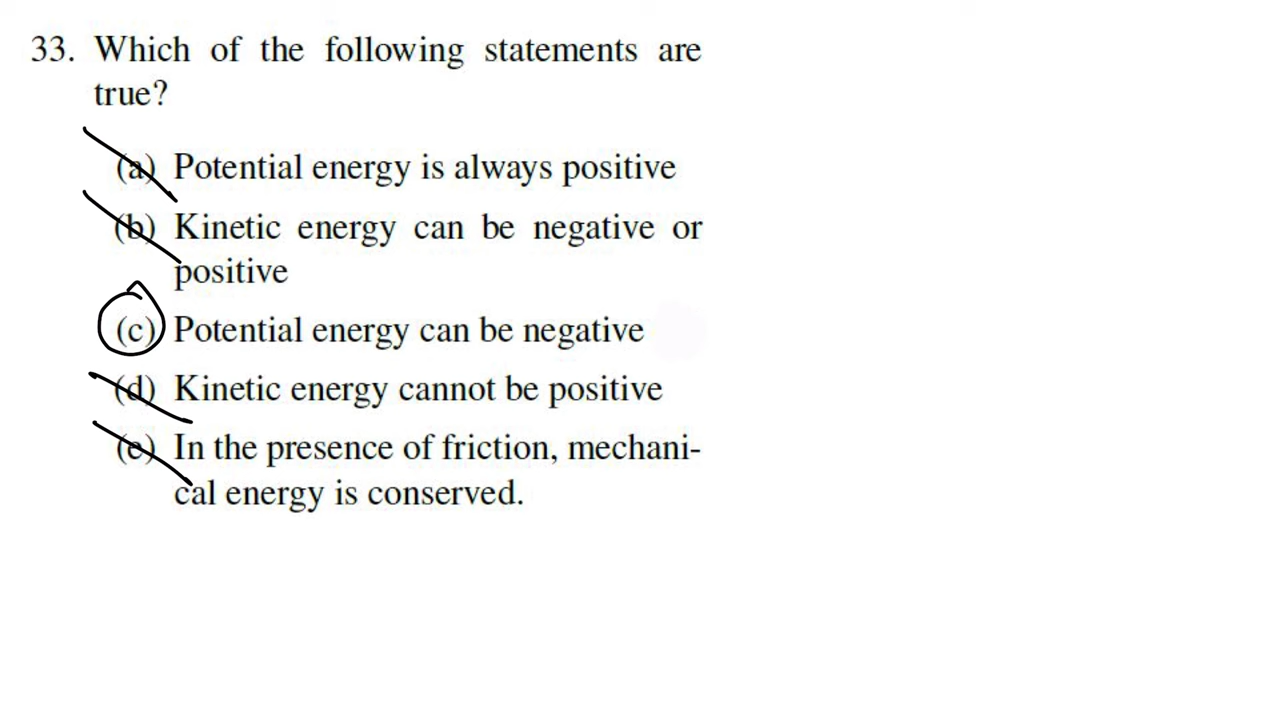 33. Which of the following statements are
true?
(a) Potential energy is always positive
(b) Kinetic energy can be negative or
positive
(c) Potential energy can be negative
(d) Kinetic energy cannot be positive
(e) In the presence of friction, mechani-
cal energy is conserved.